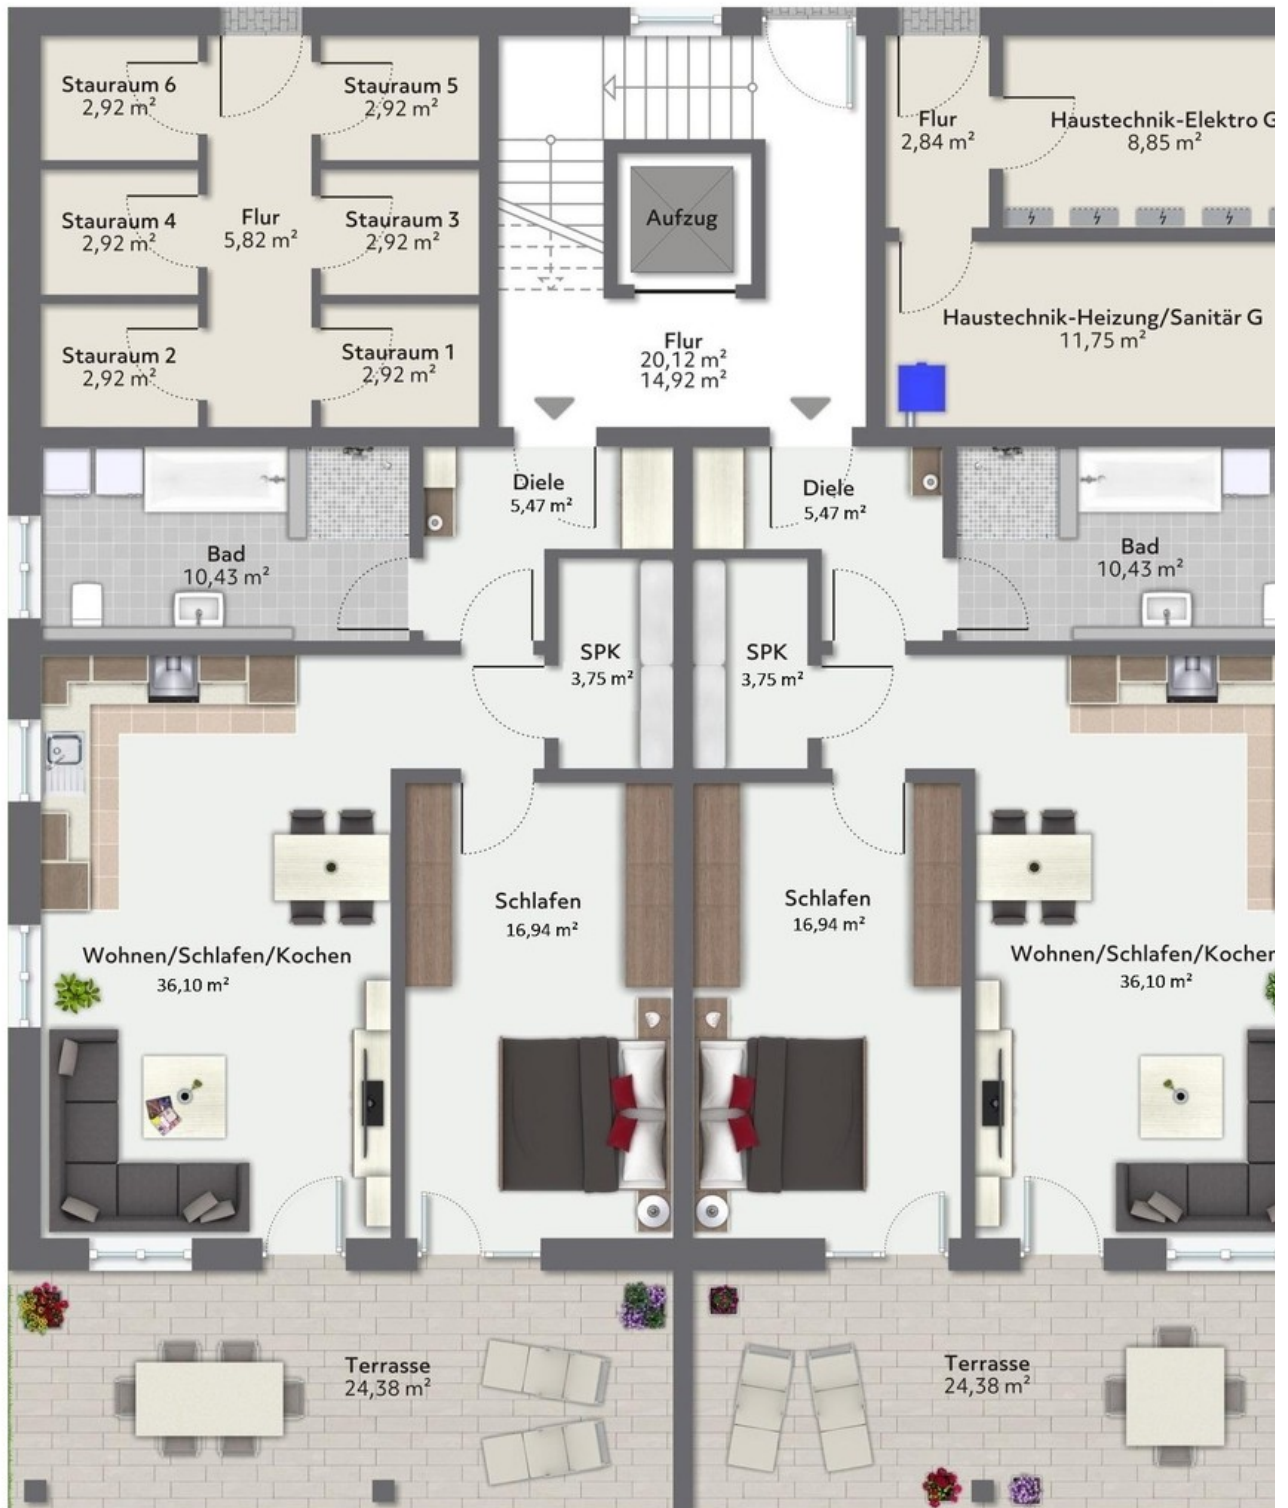 Stauraum 6
2,92 m²
Stauraum 5
2,92 m²
Flur
2,84 m²
Haustechnik-Elektro G
8,85 m²
Stauraum 4
2,92 m²
Flur
5,82 m²
Stauraum 3
2,92 m²
Aufzug
Stauraum 2
2,92 m²
Stauraum 1
2,92 m²
Flur
20,12 m²
14,92 m²
Haustechnik-Heizung/Sanitär G
11,75 m²
Diele
5,47 m²
Diele
5,47 m²
Bad
10,43 m²
Bad
10,43 m²
SPK
3,75 m²
SPK
3,75 m²
Schlafen
16,94 m²
Schlafen
16,94 m²
Wohnen/Schlafen/Kochen
36,10 m²
Wohnen/Schlafen/Kochen
36,10 m²
Terrasse
24,38 m²
Terrasse
24,38 m²